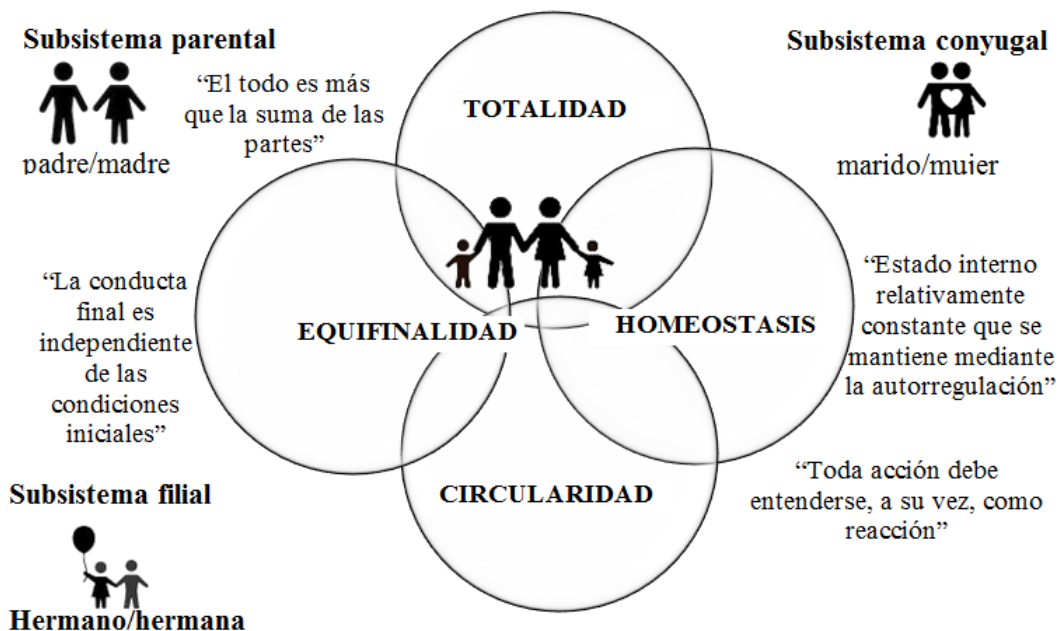 Subsistema parental
padre/madre
“El todo es más
que la suma de las
partes”
TOTALIDAD
Subsistema conyugal
marido/mujer
“La conducta
final es
independiente
de las
condiciones
iniciales”
EQUIFINALIDAD
HOMEOSTASIS
“Estado interno
relativamente
constante que se
mantiene mediante
la autorregulación”
Subsistema filial
Hermano/hermana
CIRCULARIDAD
“Toda acción debe
entenderse, a su vez, como
reacción”